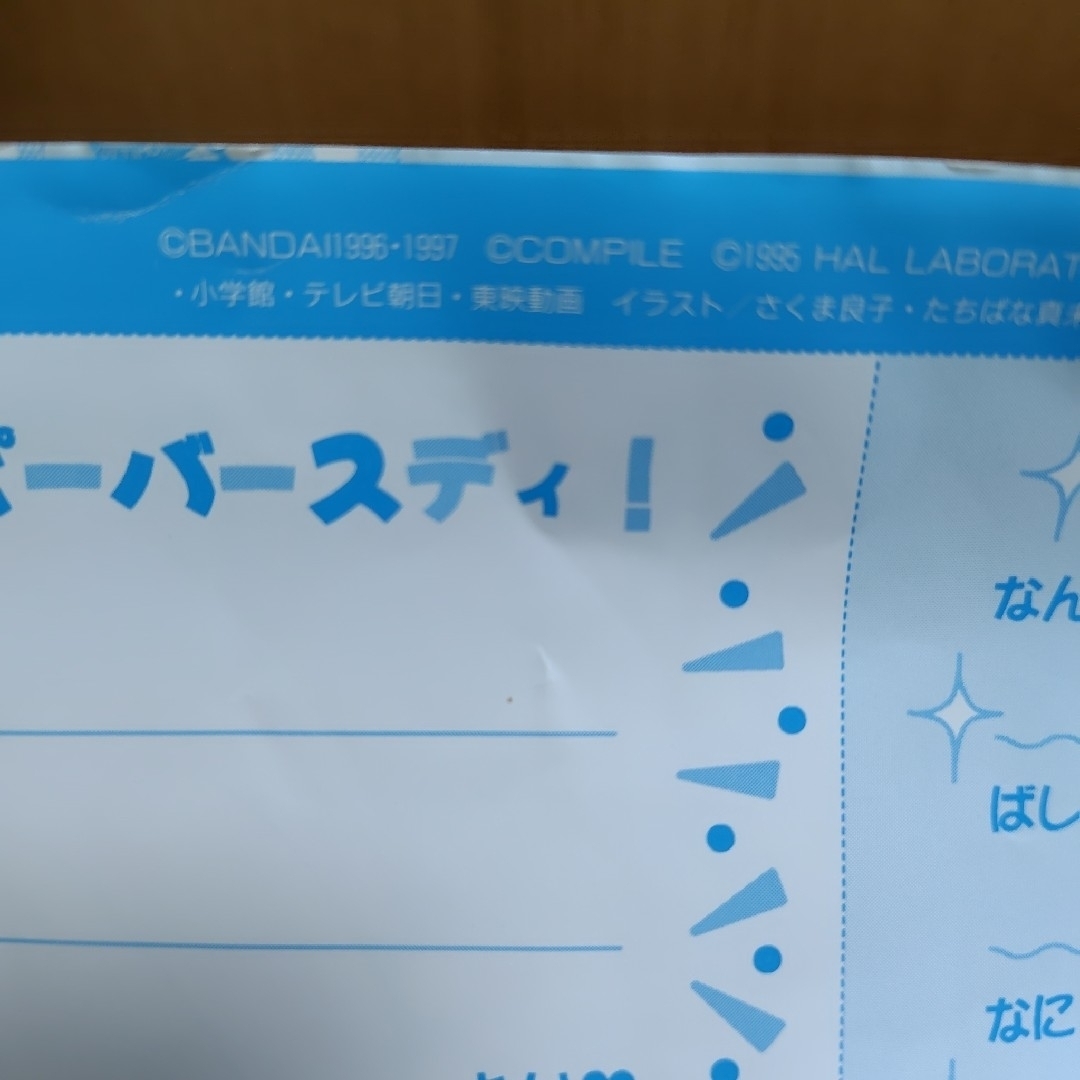 ©BANDAI1996・1997 ©COMPILE ©1995 HAL LABORAT
・小学館・テレビ朝日・東映動画 イラスト/さくま良子・たちばな真
ピーバースディ!
なん
ばし
なに